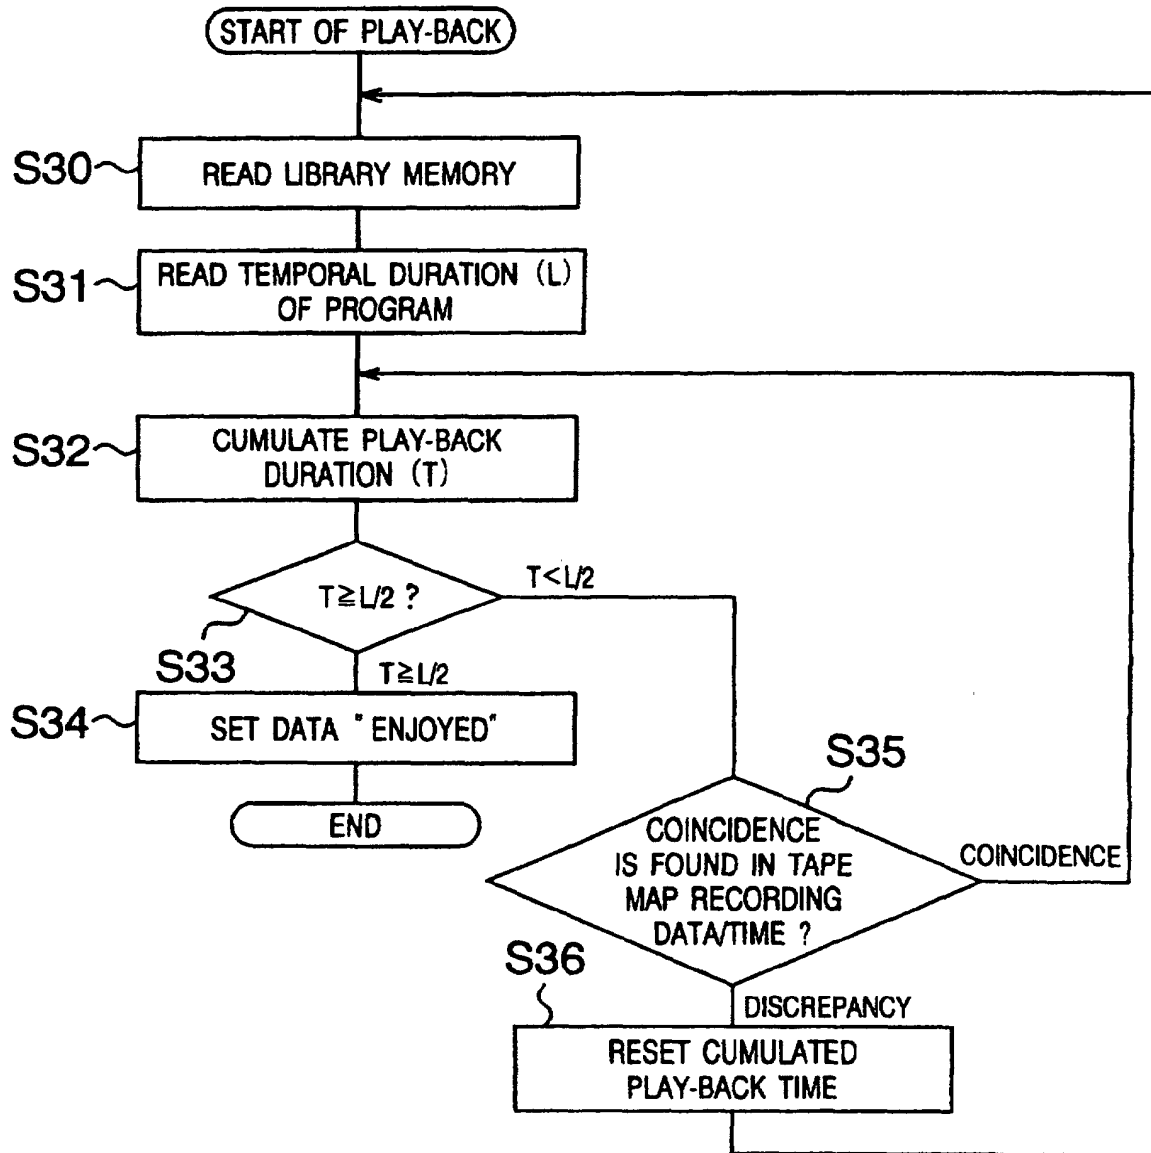 START OF PLAY-BACK
S30
READ LIBRARY MEMORY
S31
READ TEMPORAL DURATION (L)
OF PROGRAM
S32
CUMULATE PLAY-BACK
DURATION (T)
T≧L/2 ?
T<L/2
S33
T≧L/2
S34
SET DATA "ENJOYED"
END
S35
COINCIDENCE
IS FOUND IN TAPE
MAP RECORDING
DATA/TIME ?
COINCIDENCE
S36
DISCREPANCY
RESET CUMULATED
PLAY-BACK TIME